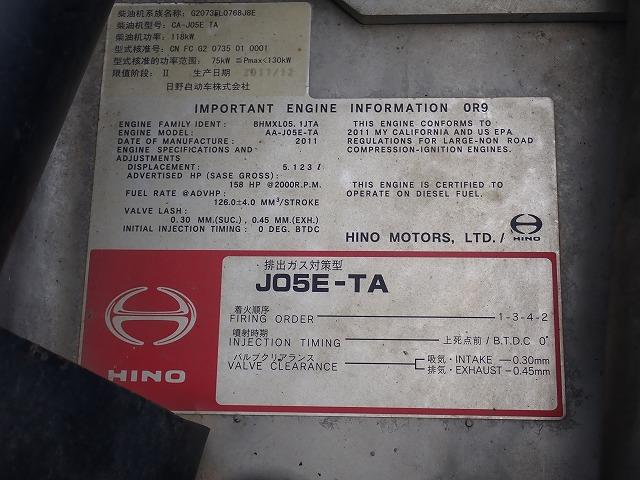 柴油机系族名称: G2073FL0768J8E
柴油机型号: CA-J05E TA
柴油机功率: 118kW
型式核准号: CN FC G2 0735 01 0001
型式核准的功率范围: 75kW ≦Pmax<130kW
限值阶段: II 生产日期 2011/12
日野自动车株式会社
IMPORTANT ENGINE INFORMATION 0R9
ENGINE FAMILY IDENT: BHMXL05.1JTA
ENGINE MODEL: AA-J05E-TA
DATE OF MANUFACTURE: 2011
ENGINE SPECIFICATIONS AND
ADJUSTMENTS
DISPLACEMENT: 5.123ℓ
ADVERTISED HP (SASE GROSS):
158 HP @2000R.P.M.
FUEL RATE @ADVHP:
126.0±4.0 MM³/STROKE
VALVE LASH:
0.30 MM.(SUC.), 0.45 MM.(EXH.)
INITIAL INJECTION TIMING: 0 DEG. BTDC
THIS ENGINE CONFORMS TO
2011 MY CALIFORNIA AND US EPA
REGULATIONS FOR LARGE-NON ROAD
COMPRESSION-IGNITION ENGINES.
THIS ENGINE IS CERTIFIED TO
OPERATE ON DIESEL FUEL.
HINO MOTORS, LTD./
HINO
HINO
排出ガス対策型
J05E-TA
着火順序
FIRING ORDER 1-3-4-2
噴射時期
INJECTION TIMING 上死点前/B.T.D.C 0°
バルブクリアランス
VALVE CLEARANCE
吸気・INTAKE 0.30mm
排気・EXHAUST 0.45mm